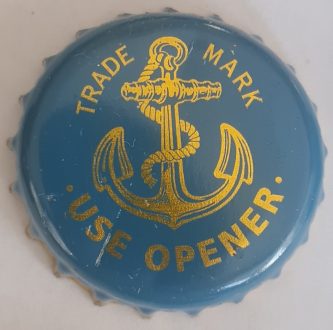 TRADE MARK
· USE OPENER ·